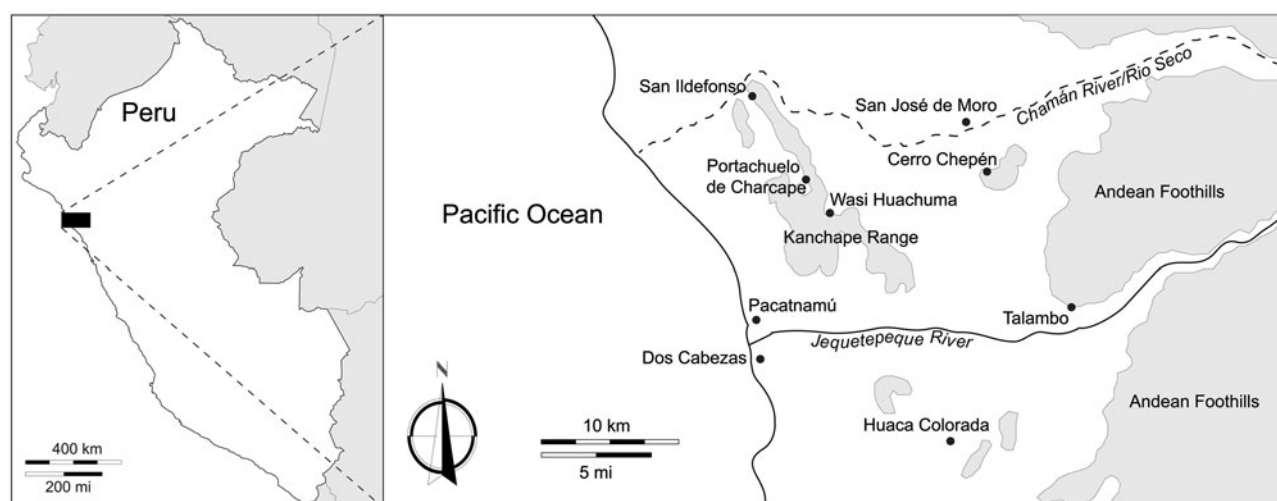 Peru
400 km
200 mi
Pacific Ocean
San Ildefonso
San José de Moro
Chamán River/Rio Seco
Cerro Chepén
Portachuelo
de Charcape
Wasi Huachuma
Kanchape Range
Andean Foothills
Pacatnamú
Talambo
Jequetepeque River
Dos Cabezas
N
10 km
5 mi
Huaca Colorada
Andean Foothills